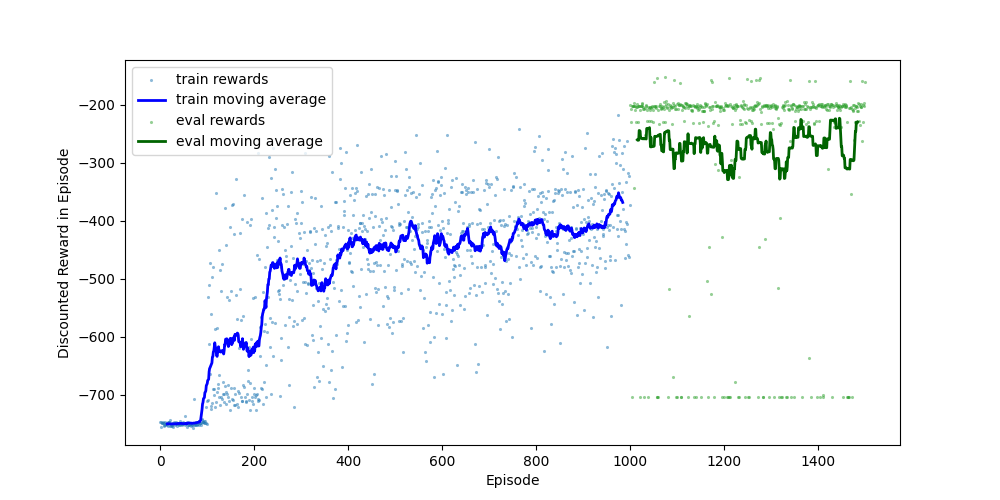 train rewards
train moving average
eval rewards
eval moving average
Discounted Reward in Episode
−200
−300
−400
−500
−600
−700
0 200 400 600 800 1000 1200 1400
Episode